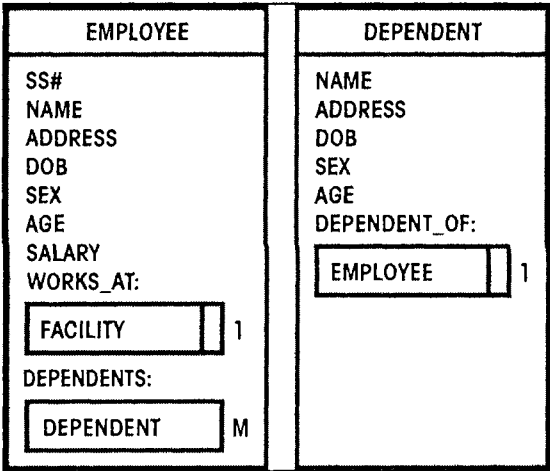 EMPLOYEE
SS#
NAME
ADDRESS
DOB
SEX
AGE
SALARY
WORKS_AT:
FACILITY 1
DEPENDENTS:
DEPENDENT M
DEPENDENT
NAME
ADDRESS
DOB
SEX
AGE
DEPENDENT_OF:
EMPLOYEE 1